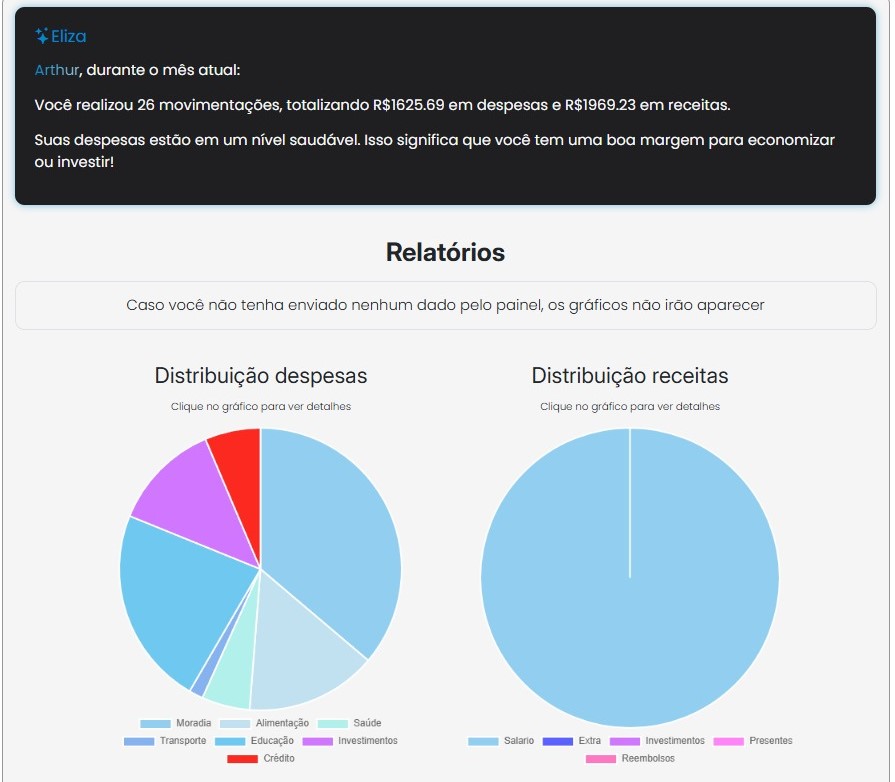 Eliza
Arthur, durante o mês atual:
Você realizou 26 movimentações, totalizando R$1625.69 em despesas e R$1969.23 em receitas.
Suas despesas estão em um nível saudável. Isso significa que você tem uma boa margem para economizar
ou investir!
Relatórios
Caso você não tenha enviado nenhum dado pelo painel, os gráficos não irão aparecer
Distribuição despesas
Clique no gráfico para ver detalhes
Moradia Alimentação Saúde
Transporte Educação Investimentos
Crédito
Distribuição receitas
Clique no gráfico para ver detalhes
Salario Extra Investimentos Presentes
Reembolsos